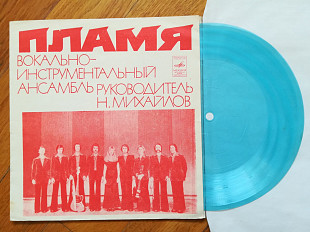 ПЛАМЯ
ВОКАЛЬНО-
ИНСТРУМЕНТАЛЬНЫЙ
АНСАМБЛЬ РУКОВОДИТЕЛЬ
Н. МИХАЙЛОВ